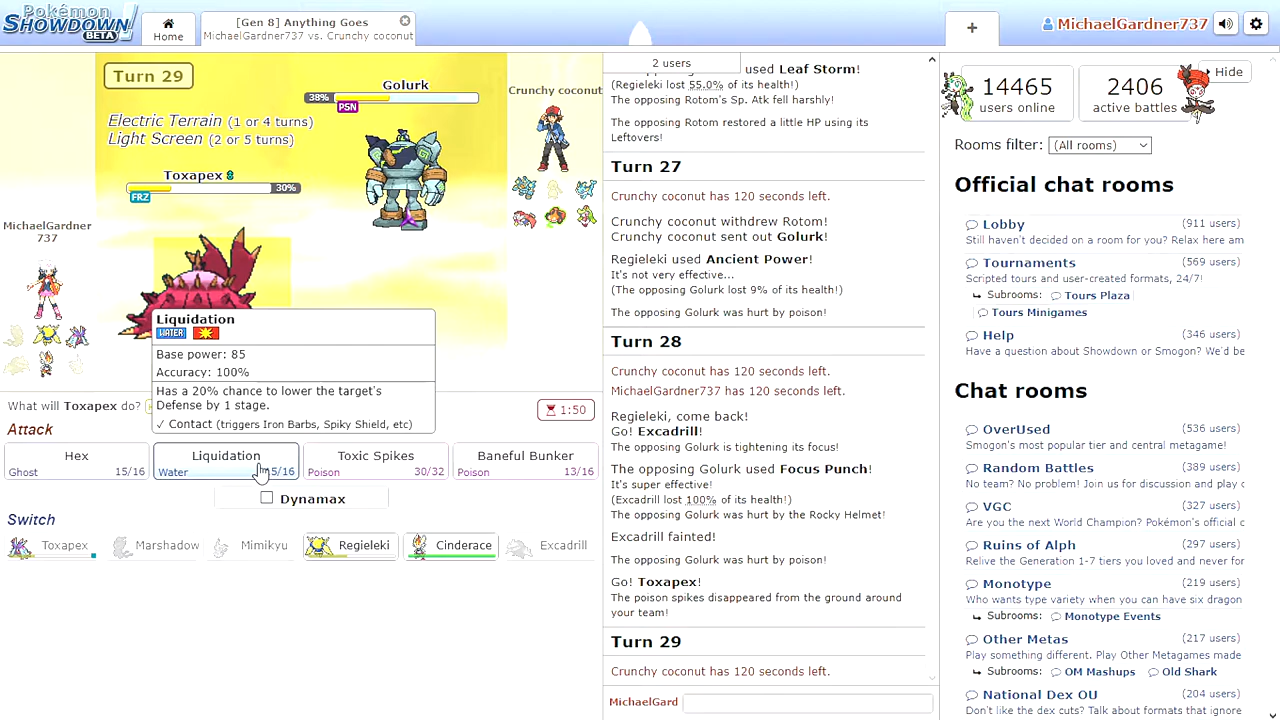 Pokémon
SHOWDOWN
BETA
Home
[Gen 8] Anything Goes
MichaelGardner737 vs. Crunchy coconut
+
MichaelGardner737
Turn 29
Golurk
38%
PSN
Electric Terrain (1 or 4 turns)
Light Screen (2 or 5 turns)
Toxapex
30%
FRZ
Crunchy coconut
MichaelGardner
737
Liquidation
WATER
Base power: 85
Accuracy: 100%
Has a 20% chance to lower the target's
Defense by 1 stage.
✓ Contact (triggers Iron Barbs, Spiky Shield, etc)
What will Toxapex do?
1:50
Attack
Hex
Ghost 15/16
Liquidation
Water 15/16
Toxic Spikes
Poison 30/32
Baneful Bunker
Poison 13/16
Dynamax
Switch
Toxapex Marshadow Mimikyu Regieleki Cinderace Excadrill
2 users
used Leaf Storm!
(Regieleki lost 55.0% of its health!)
The opposing Rotom's Sp. Atk fell harshly!
The opposing Rotom restored a little HP using its
Leftovers!
Turn 27
Crunchy coconut has 120 seconds left.
Crunchy coconut withdrew Rotom!
Crunchy coconut sent out Golurk!
Regieleki used Ancient Power!
It's not very effective...
(The opposing Golurk lost 9% of its health!)
The opposing Golurk was hurt by poison!
Turn 28
Crunchy coconut has 120 seconds left.
MichaelGardner737 has 120 seconds left.
Regieleki, come back!
Go! Excadrill!
The opposing Golurk is tightening its focus!
The opposing Golurk used Focus Punch!
It's super effective!
(Excadrill lost 100% of its health!)
The opposing Golurk was hurt by the Rocky Helmet!
Excadrill fainted!
The opposing Golurk was hurt by poison!
Go! Toxapex!
The poison spikes disappeared from the ground around
your team!
Turn 29
Crunchy coconut has 120 seconds left.
MichaelGard
14465
users online
2406
active battles
Hide
Rooms filter: (All rooms)
Official chat rooms
Lobby (911 users)
Still haven't decided on a room for you? Relax here am
Tournaments (569 users)
Scripted tours and user-created formats, 24/7!
Subrooms: Tours Plaza
Tours Minigames
Help (346 users)
Have a question about Showdown or Smogon? We'd be
Chat rooms
OverUsed (536 users)
Smogon's most popular tier and central metagame!
Random Battles (389 users)
No team? No problem! Join us for discussion and play c
VGC (327 users)
Are you the next World Champion? Pokémon's official c
Ruins of Alph (297 users)
Relive the Generation 1-7 tiers you loved and never for
Monotype (219 users)
Who wants type variety when you can have six dragon
Subrooms: Monotype Events
Other Metas (217 users)
Play something different. Play Other Metagames made
Subrooms: OM Mashups Old Shark
National Dex OU (204 users)
Don't like the dex cuts? Talk about formats that ignore